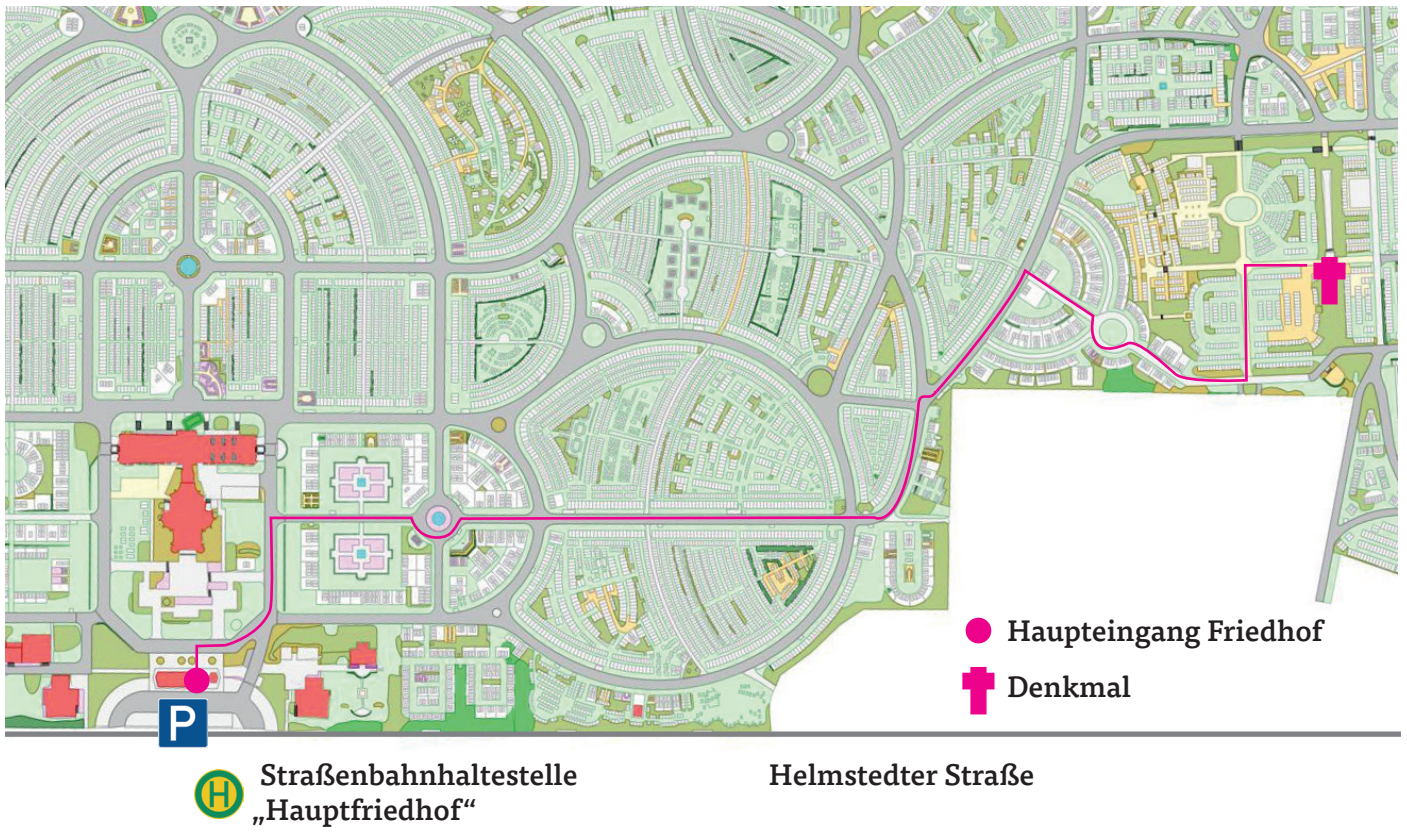 Haupteingang Friedhof
Denkmal
P
H
Straßenbahnhaltestelle
„Hauptfriedhof“
Helmstedter Straße